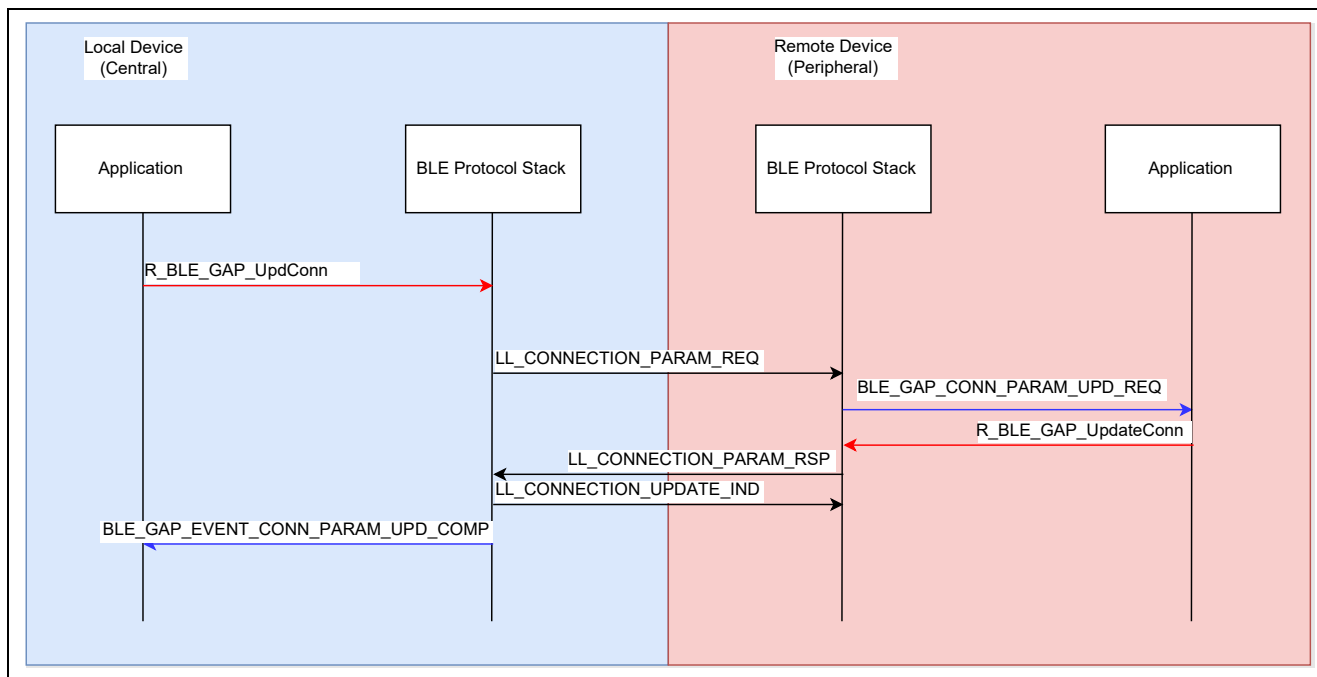 Local Device
(Central)
Remote Device
(Peripheral)
Application
BLE Protocol Stack
BLE Protocol Stack
Application
R_BLE_GAP_UpdConn
LL_CONNECTION_PARAM_REQ
BLE_GAP_CONN_PARAM_UPD_REQ
R_BLE_GAP_UpdateConn
LL_CONNECTION_PARAM_RSP
LL_CONNECTION_UPDATE_IND
BLE_GAP_EVENT_CONN_PARAM_UPD_COMP